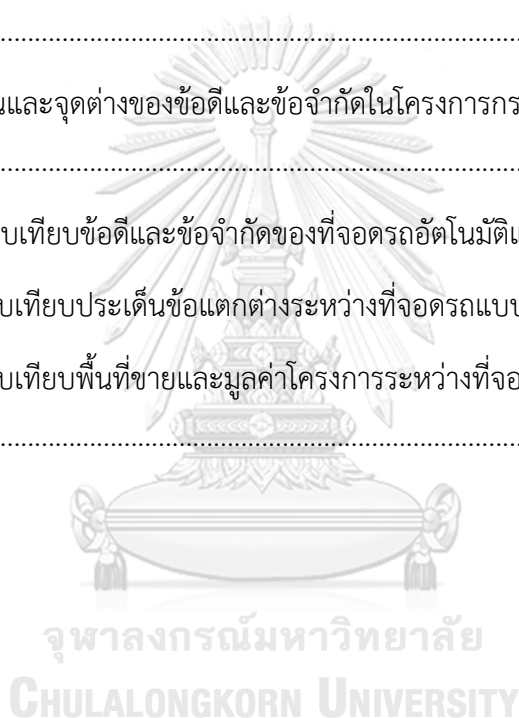 ................................................................
นและจุดต่างของข้อดีและข้อจำกัดในโครงการกร
................................................................
บเทียบข้อดีและข้อจำกัดของที่จอดรถอัตโนมัติแ
บเทียบประเด็นข้อแตกต่างระหว่างที่จอดรถแบบ
บเทียบพื้นที่ขายและมูลค่าโครงการระหว่างที่จอ
................................................................
จุฬาลงกรณ์มหาวิทยาลัย
CHULALONGKORN UNIVERSITY